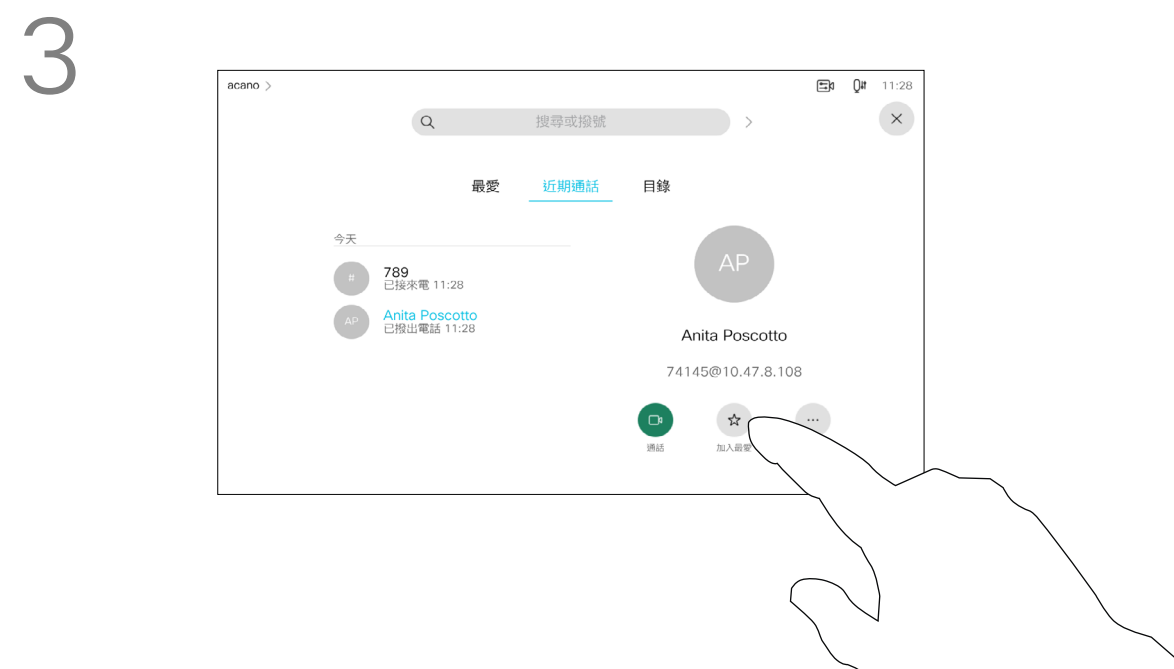 3
acano >
11:28
搜尋或撥號
最愛 近期通話 目錄
今天
#
789
已接來電 11:28
AP
Anita Poscotto
已撥出電話 11:28
AP
Anita Poscotto
74145@10.47.8.108
通話 加入最愛